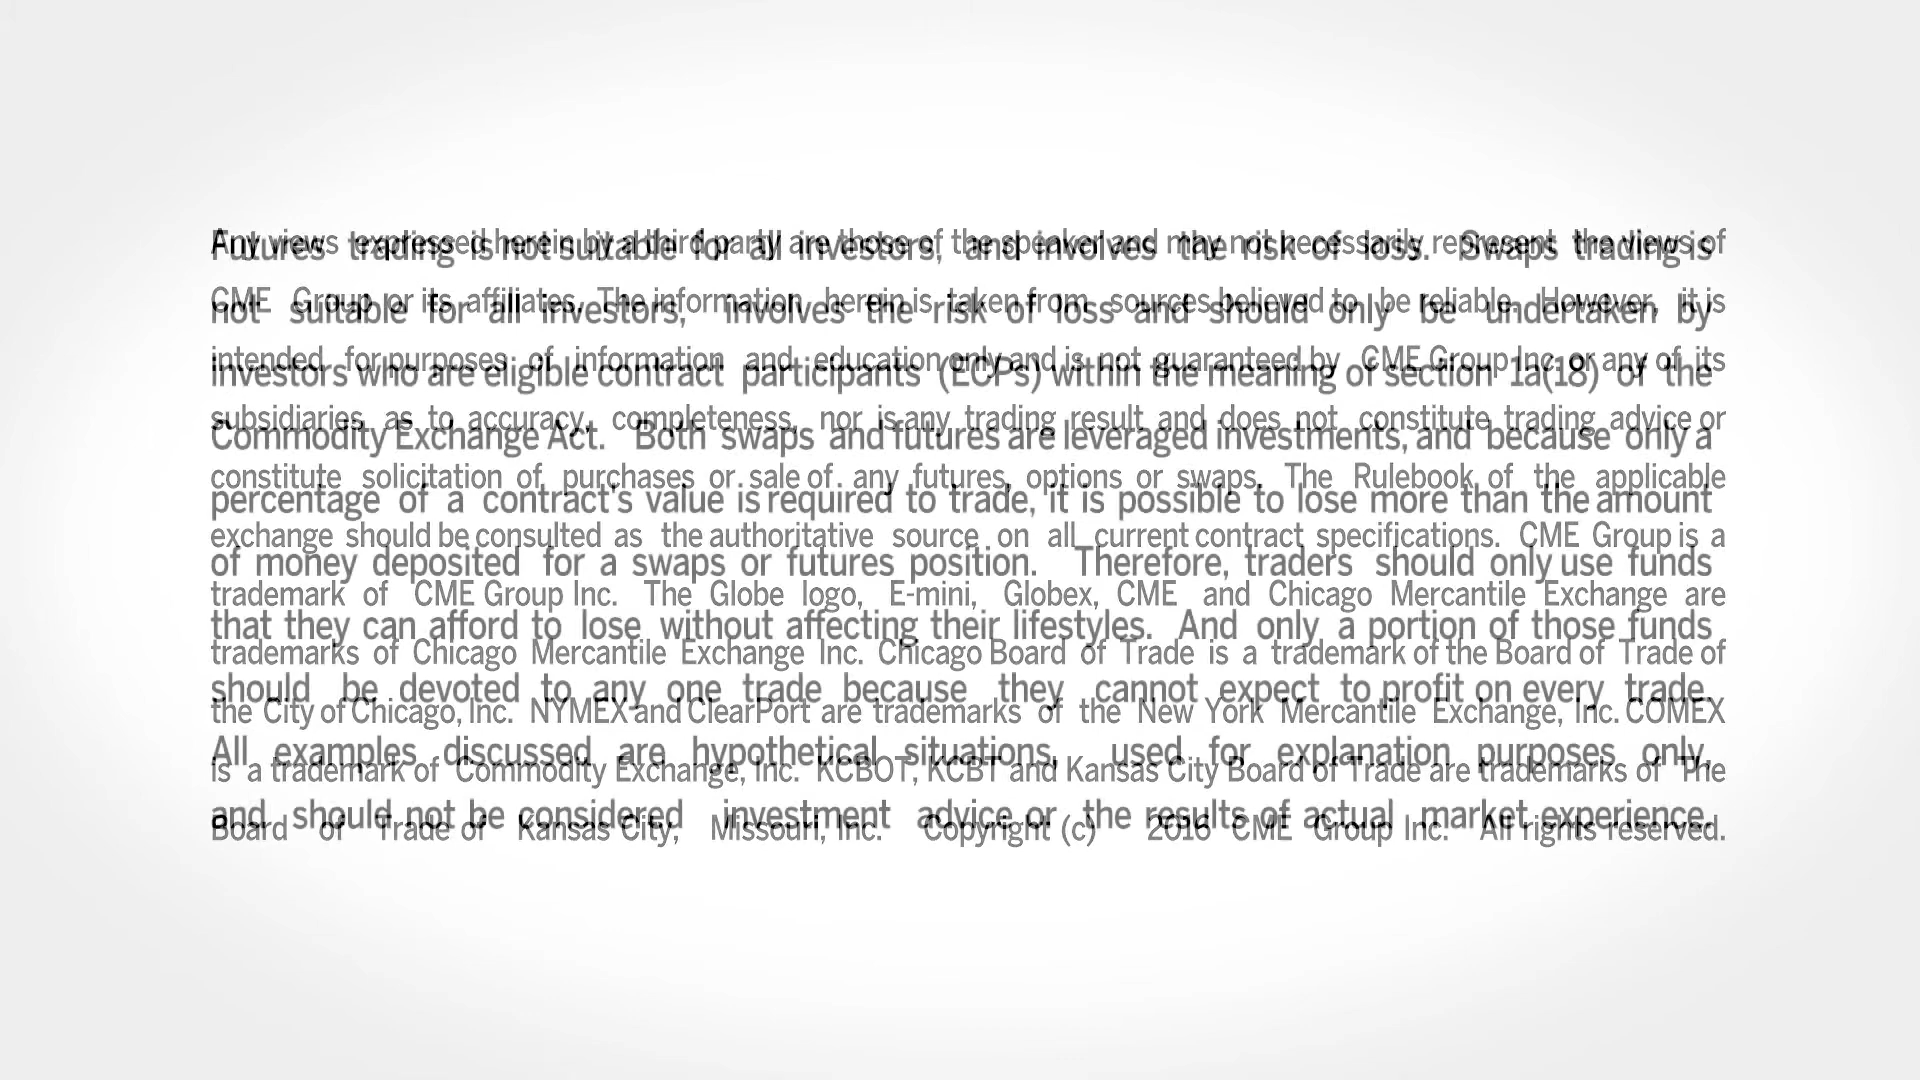 Futures trading is not suitable for all investors, and involves the risk of loss. Swaps trading is
not suitable for all investors, involves the risk of loss and should only be undertaken by
investors who are eligible contract participants (ECPs) within the meaning of section 1a(18) of the
Commodity Exchange Act. Both swaps and futures are leveraged investments, and because only a
percentage of a contract's value is required to trade, it is possible to lose more than the amount
of money deposited for a swaps or futures position. Therefore, traders should only use funds
that they can afford to lose without affecting their lifestyles. And only a portion of those funds
should be devoted to any one trade because they cannot expect to profit on every trade.
All examples discussed are hypothetical situations, used for explanation purposes only,
and should not be considered investment advice or the results of actual market experience.
Any views expressed herein by a third party are those of the speaker and may not necessarily represent the views of
CME Group or its affiliates. The information herein is taken from sources believed to be reliable. However, it is
intended for purposes of information and education only and is not guaranteed by CME Group Inc. or any of its
subsidiaries as to accuracy, completeness, nor is any trading result and does not constitute trading advice or
constitute solicitation of purchases or sale of any futures, options or swaps. The Rulebook of the applicable
exchange should be consulted as the authoritative source on all current contract specifications. CME Group is a
trademark of CME Group Inc. The Globe logo, E-mini, Globex, CME and Chicago Mercantile Exchange are
trademarks of Chicago Mercantile Exchange Inc. Chicago Board of Trade is a trademark of the Board of Trade of
the City of Chicago, Inc. NYMEX and ClearPort are trademarks of the New York Mercantile Exchange, Inc. COMEX
is a trademark of Commodity Exchange, Inc. KCBOT, KCBT and Kansas City Board of Trade are trademarks of The
Board of Trade of Kansas City, Missouri, Inc. Copyright (c) 2016 CME Group Inc. All rights reserved.